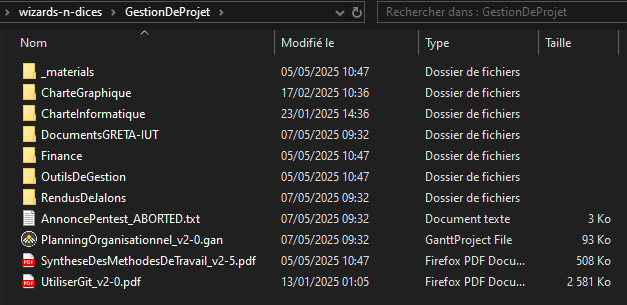 wizards-n-dices > GestionDeProjet
Rechercher dans : GestionDeProjet
Nom Modifié le Type Taille
_materials 05/05/2025 10:47 Dossier de fichiers
CharteGraphique 17/02/2025 10:36 Dossier de fichiers
CharteInformatique 23/01/2025 14:36 Dossier de fichiers
DocumentsGRETA-IUT 07/05/2025 09:32 Dossier de fichiers
Finance 05/05/2025 10:47 Dossier de fichiers
OutilsDeGestion 05/05/2025 10:47 Dossier de fichiers
RendusDeJalons 07/05/2025 09:32 Dossier de fichiers
AnnoncePentest_ABORTED.txt 07/05/2025 09:32 Document texte 3 Ko
PlanningOrganisationnel_v2-0.gan 07/05/2025 09:32 GanttProject File 93 Ko
SyntheseDesMethodesDeTravail_v2-5.pdf 05/05/2025 10:47 Firefox PDF Docu... 508 Ko
UtiliserGit_v2-0.pdf 13/01/2025 01:05 Firefox PDF Docu... 2 581 Ko